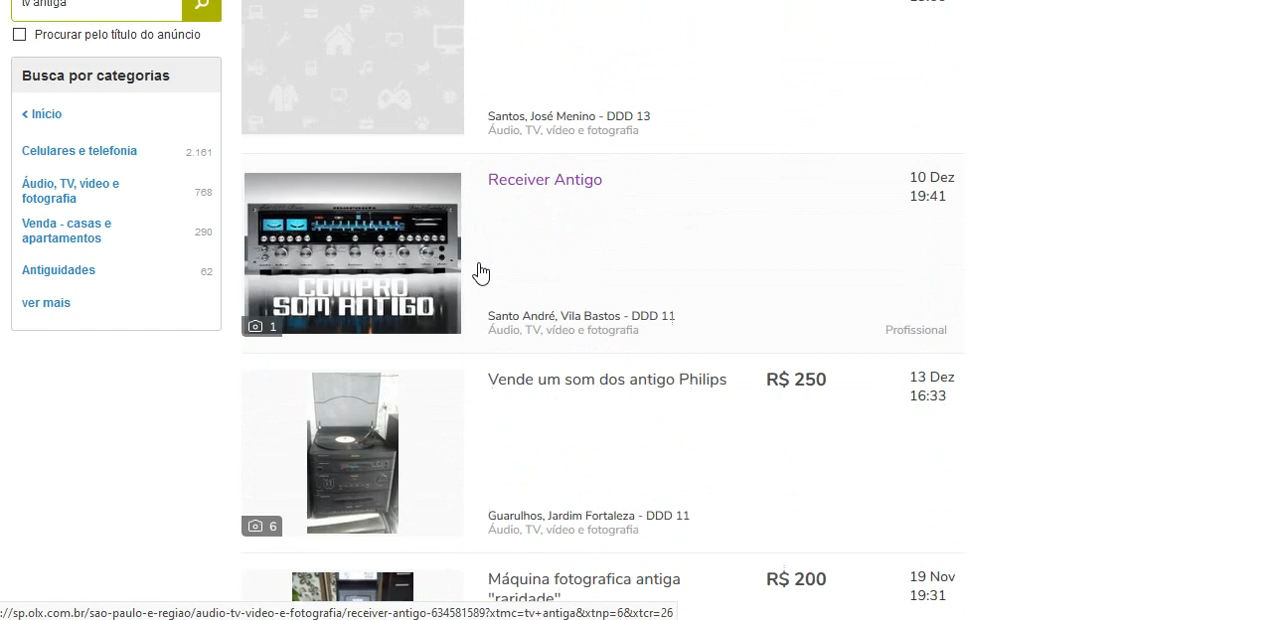 tv antiga
Procurar pelo título do anúncio
Busca por categorias
Início
Celulares e telefonia 2.161
Áudio, TV, vídeo e
fotografia 768
Venda - casas e
apartamentos 290
Antiguidades 62
ver mais
Santos, José Menino - DDD 13
Áudio, TV, vídeo e fotografia
marantz
COMPRO
SOM ANTIGO
1
Receiver Antigo
10 Dez
19:41
Santo André, Vila Bastos - DDD 11
Áudio, TV, vídeo e fotografia
Profissional
6
Vende um som dos antigo Philips
R$ 250
13 Dez
16:33
Guarulhos, Jardim Fortaleza - DDD 11
Áudio, TV, vídeo e fotografia
Máquina fotografica antiga
"raridade"
R$ 200
19 Nov
19:31
://sp.olx.com.br/sao-paulo-e-regiao/audio-tv-video-e-fotografia/receiver-antigo-634581589?xtmc=tv+antiga&xtnp=6&xtcr=26